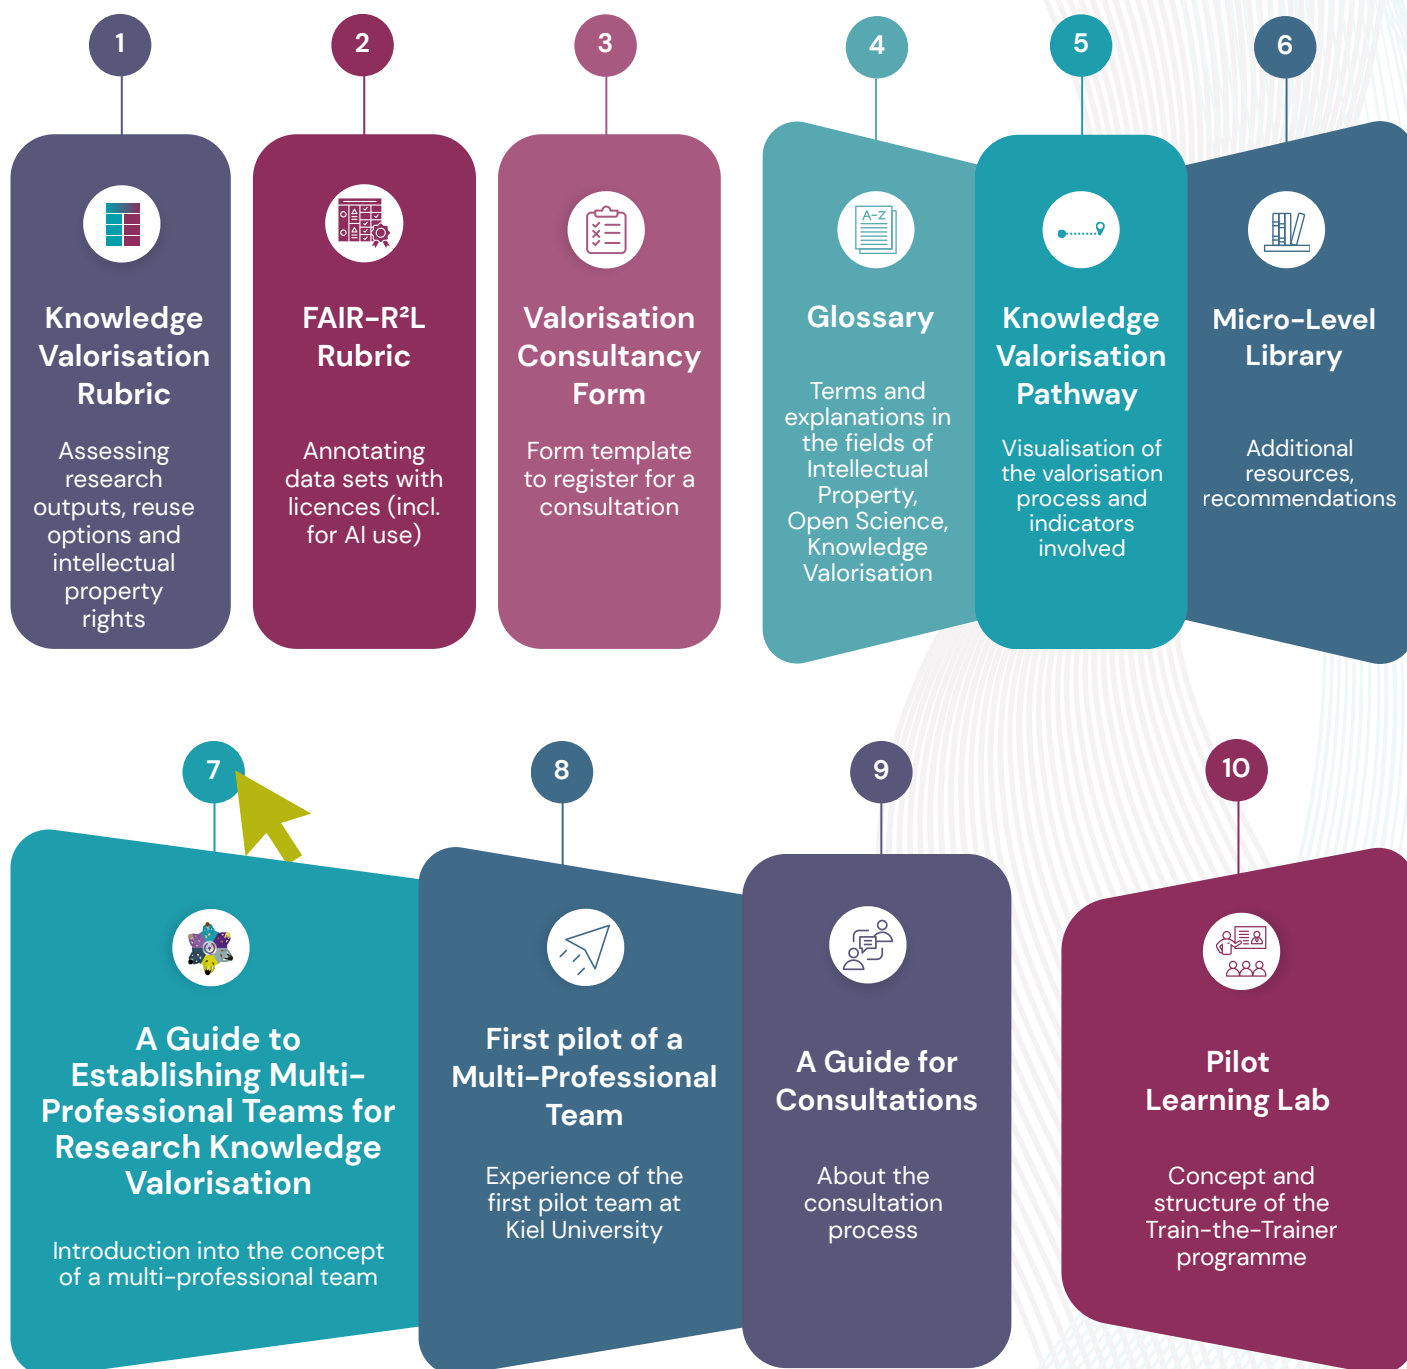 1
Knowledge
Valorisation
Rubric
Assessing
research
outputs, reuse
options and
intellectual
property
rights
2
FAIR-R²L
Rubric
Annotating
data sets with
licences (incl.
for AI use)
3
Valorisation
Consultancy
Form
Form template
to register for a
consultation
4
A-Z
Glossary
Terms and
explanations in
the fields of
Intellectual
Property,
Open Science,
Knowledge
Valorisation
5
Knowledge
Valorisation
Pathway
Visualisation of
the valorisation
process and
indicators
involved
6
Micro-Level
Library
Additional
resources,
recommendations
7
A Guide to
Establishing Multi-
Professional Teams for
Research Knowledge
Valorisation
Introduction into the concept
of a multi-professional team
8
First pilot of a
Multi-Professional
Team
Experience of the
first pilot team at
Kiel University
9
A Guide for
Consultations
About the
consultation
process
10
Pilot
Learning Lab
Concept and
structure of the
Train-the-Trainer
programme